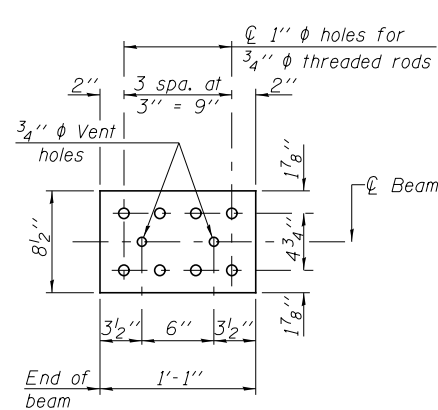 ℄ 1" ϕ holes for
3/4" ϕ threaded rods
2"
3 spa. at
3" = 9"
2"
3/4" ϕ Vent
holes
1 7/8"
℄ Beam
8 1/2"
4 3/4"
1 7/8"
3 1/2"
6"
3 1/2"
End of
beam
1'-1"